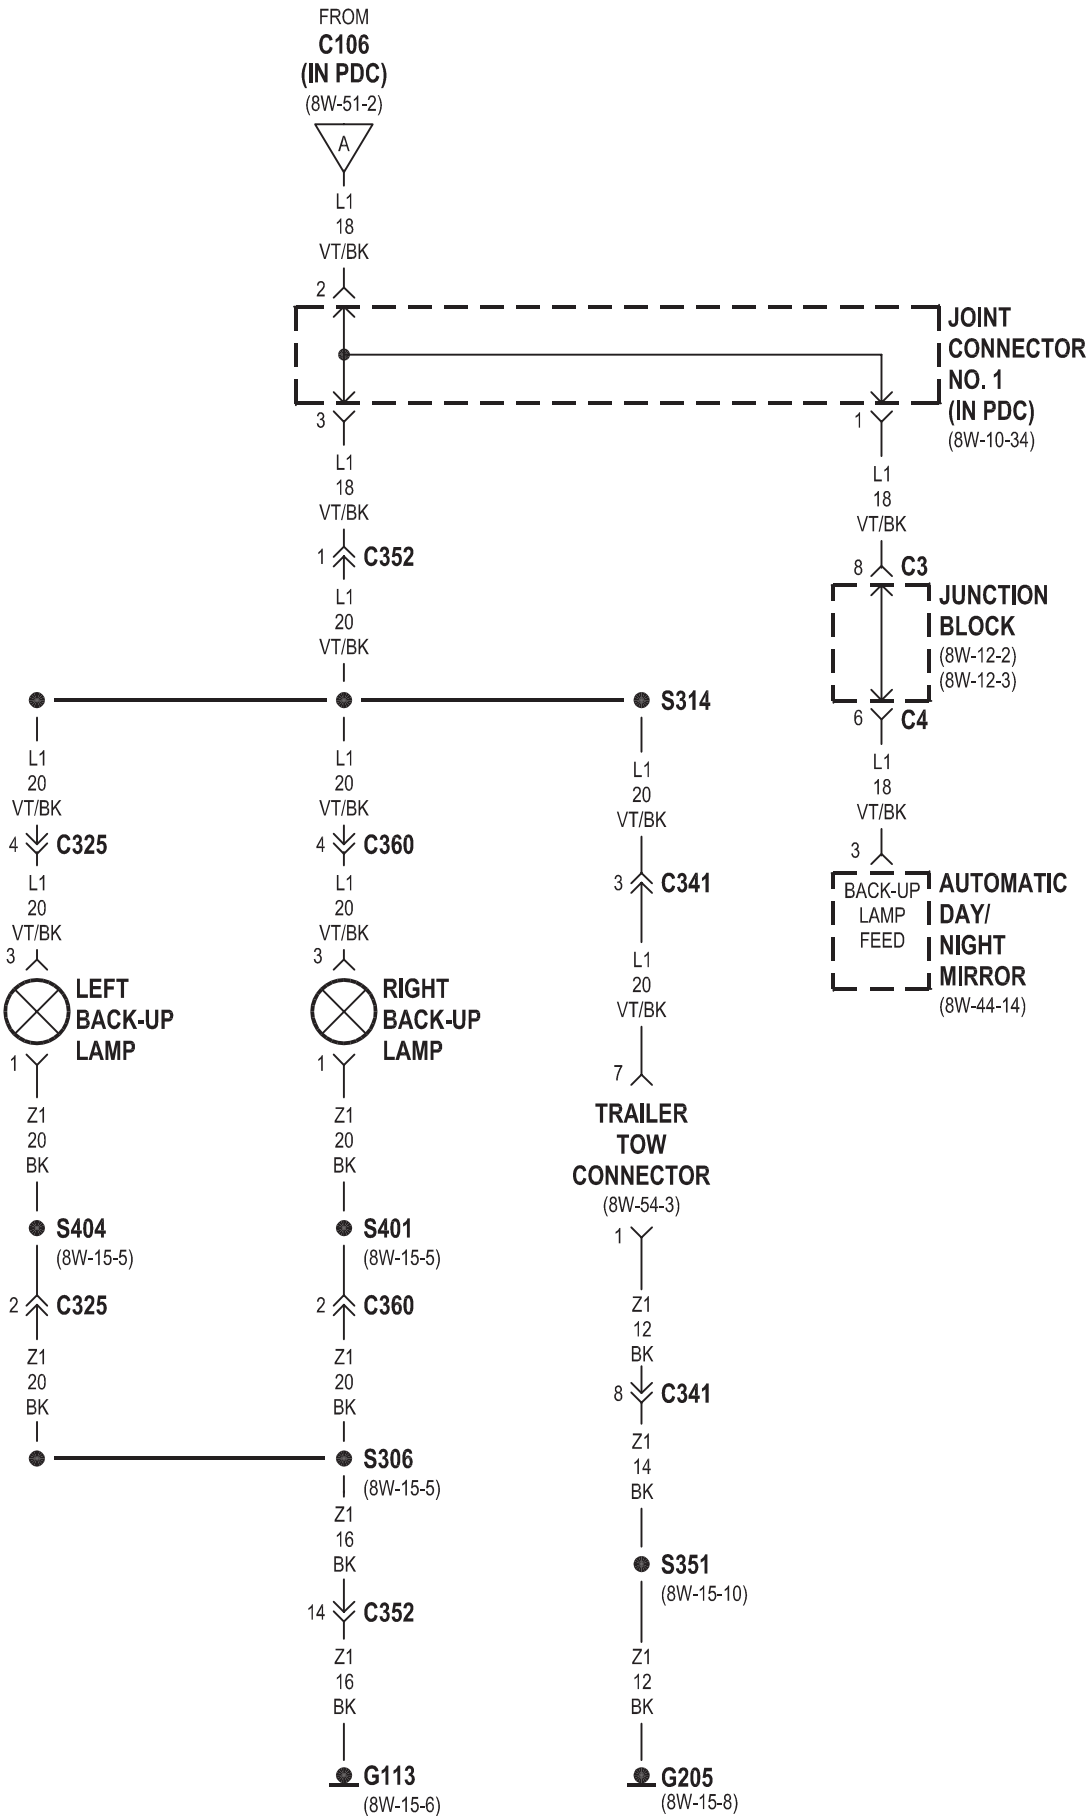 FROM
C106
(IN PDC)
(8W-51-2)
A
L1
18
VT/BK
2
JOINT
CONNECTOR
NO. 1
(IN PDC)
(8W-10-34)
3
1
L1
18
VT/BK
L1
18
VT/BK
1 C352
8 C3
L1
20
VT/BK
JUNCTION
BLOCK
(8W-12-2)
(8W-12-3)
S314
6 C4
L1
20
VT/BK
L1
20
VT/BK
L1
20
VT/BK
L1
18
VT/BK
4 C325
4 C360
3 C341
3
L1
20
VT/BK
L1
20
VT/BK
BACK-UP
LAMP
FEED
AUTOMATIC
DAY/
NIGHT
MIRROR
(8W-44-14)
3
3
L1
20
VT/BK
LEFT
BACK-UP
LAMP
RIGHT
BACK-UP
LAMP
1
1
7
Z1
20
BK
Z1
20
BK
TRAILER
TOW
CONNECTOR
(8W-54-3)
S404
(8W-15-5)
S401
(8W-15-5)
1
2 C325
2 C360
Z1
12
BK
Z1
20
BK
Z1
20
BK
8 C341
S306
(8W-15-5)
Z1
14
BK
Z1
16
BK
S351
(8W-15-10)
14 C352
Z1
16
BK
Z1
12
BK
G113
(8W-15-6)
G205
(8W-15-8)